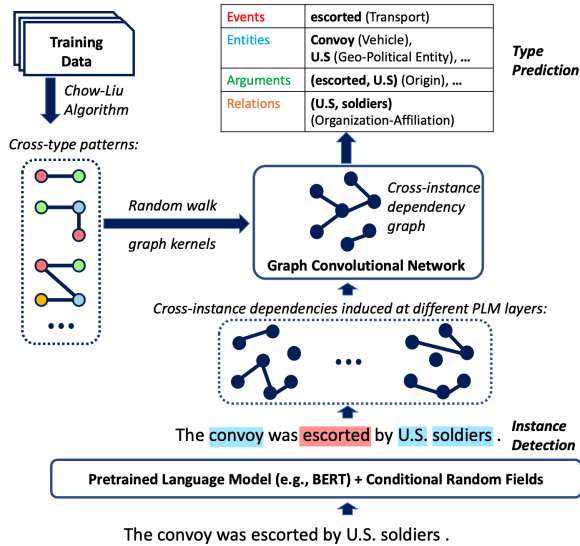 Training
Data
Chow-Liu
Algorithm
Cross-type patterns:
Random walk
graph kernels
Events escorted (Transport)
Entities Convoy (Vehicle),
U.S (Geo-Political Entity), ...
Arguments (escorted, U.S) (Origin), ...
Relations (U.S, soldiers)
(Organization-Affiliation)
Type
Prediction
Cross-instance
dependency
graph
Graph Convolutional Network
Cross-instance dependencies induced at different PLM layers:
The convoy was escorted by U.S. soldiers .
Instance
Detection
Pretrained Language Model (e.g., BERT) + Conditional Random Fields
The convoy was escorted by U.S. soldiers .